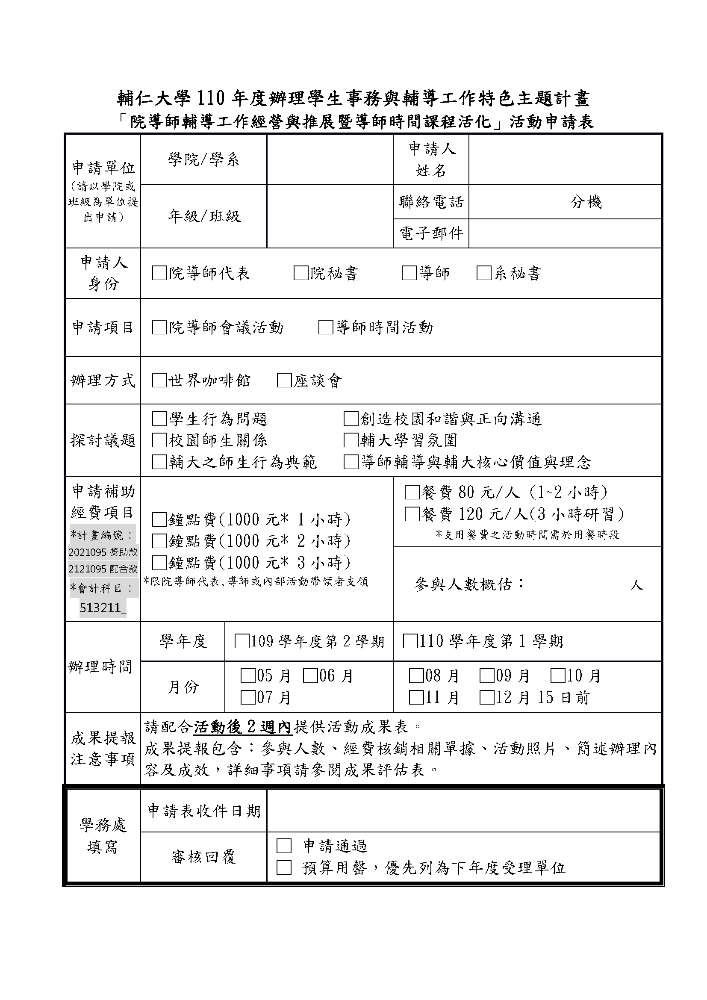 輔仁大學 110 年度辦理學生事務與輔導工作特色主題計畫
「院導師輔導工作經營與推展暨導師時間課程活化」活動申請表
申請單位
（請以學院或
班級為單位提
出申請）
學院/學系
申請人
姓名
年級/班級
聯絡電話
分機
電子郵件
申請人
身份
□院導師代表 □院秘書 □導師 □系秘書
申請項目
□院導師會議活動 □導師時間活動
辦理方式
□世界咖啡館 □座談會
探討議題
□學生行為問題 □創造校園和諧與正向溝通
□校園師生關係 □輔大學習氛圍
□輔大之師生行為典範 □導師輔導與輔大核心價值與理念
申請補助
經費項目
*計畫編號：
2021095 獎助款
2121095 配合款
*會計科目：
513211_
□鐘點費(1000 元* 1 小時)
□鐘點費(1000 元* 2 小時)
□鐘點費(1000 元* 3 小時)
*限院導師代表、導師或內部活動帶領者支領
□餐費 80 元/人 (1~2 小時)
□餐費 120 元/人(3 小時研習)
*支用餐費之活動時間需於用餐時段
參與人數概估：____________人
辦理時間
學年度
□109 學年度第 2 學期
□110 學年度第 1 學期
月份
□05 月 □06 月
□07 月
□08 月 □09 月 □10 月
□11 月 □12 月 15 日前
成果提報
注意事項
請配合活動後 2 週內提供活動成果表。
成果提報包含：參與人數、經費核銷相關單據、活動照片、簡述辦理內
容及成效，詳細事項請參閱成果評估表。
學務處
填寫
申請表收件日期
審核回覆
□ 申請通過
□ 預算用罄，優先列為下年度受理單位